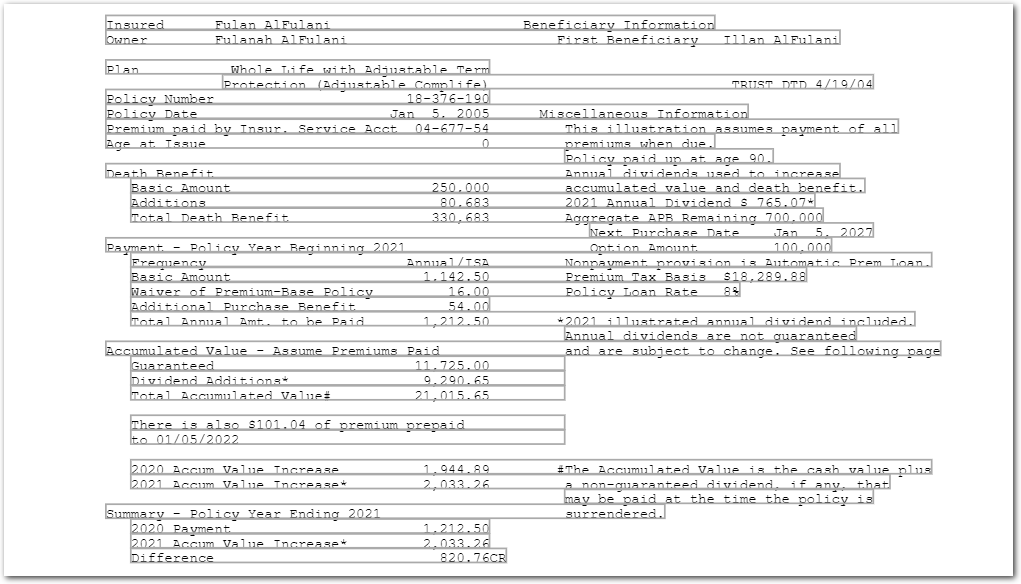 Insured Fulan AlFulani Beneficiary Information
Owner Fulanah AlFulani First Beneficiary Illan AlFulani
Plan Whole Life with Adjustable Term
Protection (Adjustable Complife) TRUST DTD 4/19/04
Policy Number 18-376-190
Policy Date Jan 5, 2005 Miscellaneous Information
Premium paid by Insur. Service Acct 04-677-54 This illustration assumes payment of all
Age at Issue 0 premiums when due.
Policy paid up at age 90.
Death Benefit Annual dividends used to increase
Basic Amount 250.000 accumulated value and death benefit.
Additions 80.683 2021 Annual Dividend $ 765.07*
Total Death Benefit 330,683 Aggregate APB Remaining 700,000
Next Purchase Date Jan 5, 2027
Payment - Policy Year Beginning 2021 Option Amount 100,000
Frequency Annual/ISA Nonpayment provision is Automatic Prem Loan.
Basic Amount 1,142.50 Premium Tax Basis $18,289.88
Waiver of Premium-Base Policy 16.00 Policy Loan Rate 8%
Additional Purchase Benefit 54.00
Total Annual Amt. to be Paid 1,212.50 *2021 illustrated annual dividend included.
Annual dividends are not guaranteed
Accumulated Value - Assume Premiums Paid and are subject to change. See following page
Guaranteed 11,725.00
Dividend Additions* 9,290.65
Total Accumulated Value# 21,015.65
There is also $101.04 of premium prepaid
to 01/05/2022
2020 Accum Value Increase 1,944.89 #The Accumulated Value is the cash value plus
2021 Accum Value Increase* 2,033.26 a non-guaranteed dividend, if any, that
may be paid at the time the policy is
Summary - Policy Year Ending 2021 surrendered.
2020 Payment 1,212.50
2021 Accum Value Increase* 2,033.26
Difference 820.76CR